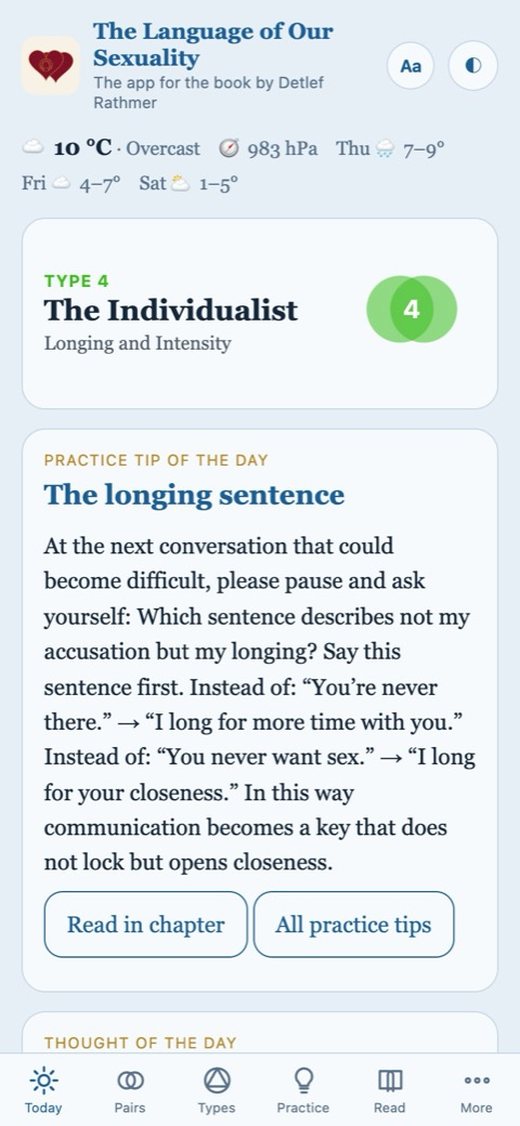 The Language of Our
Sexuality
The app for the book by Detlef
Rathmer
Aa
10 °C · Overcast 983 hPa Thu 7–9°
Fri 4–7° Sat 1–5°
TYPE 4
The Individualist
Longing and Intensity
4
PRACTICE TIP OF THE DAY
The longing sentence
At the next conversation that could
become difficult, please pause and ask
yourself: Which sentence describes not my
accusation but my longing? Say this
sentence first. Instead of: “You’re never
there.” → “I long for more time with you.”
Instead of: “You never want sex.” → “I long
for your closeness.” In this way
communication becomes a key that does
not lock but opens closeness.
Read in chapter All practice tips
THOUGHT OF THE DAY
Today Pairs Types Practice Read More